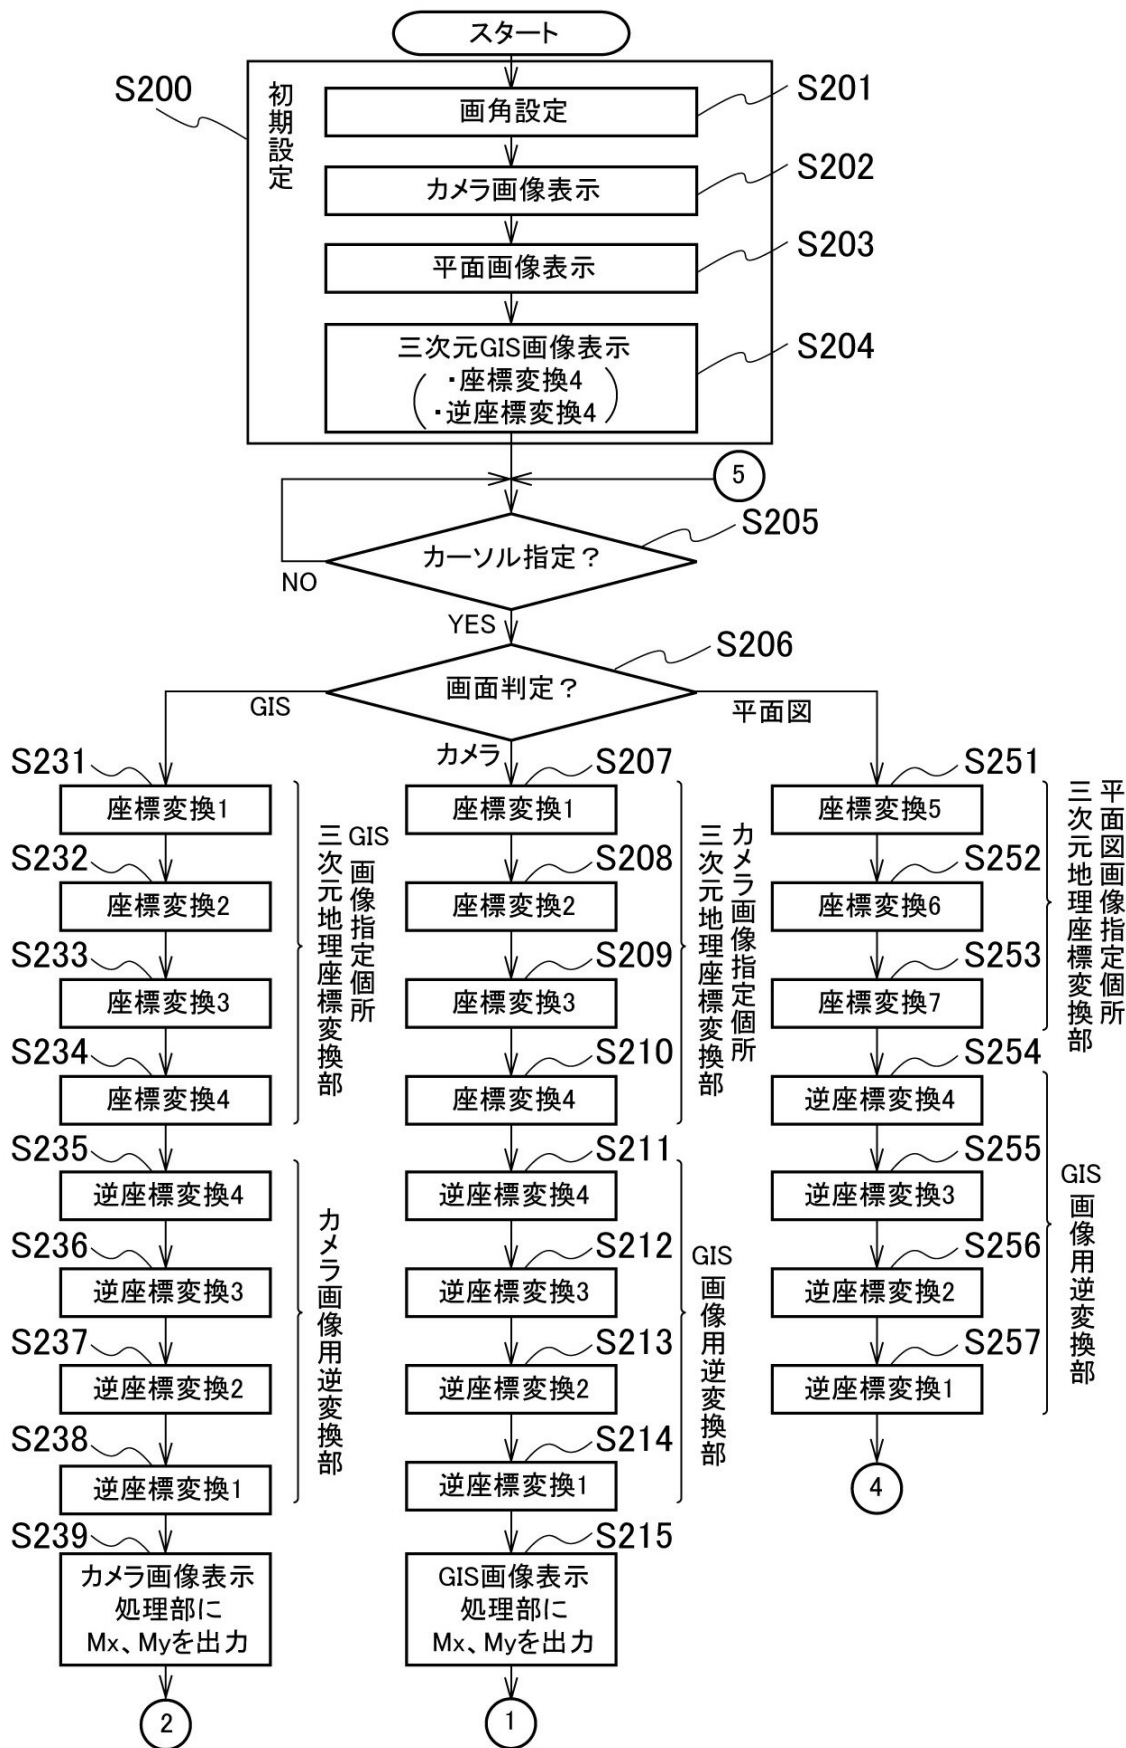 スタート
S200
初期設定
画角設定
S201
カメラ画像表示
S202
平面画像表示
S203
三次元GIS画像表示
・座標変換4
・逆座標変換4
S204
5
カーソル指定?
S205
NO
YES
画面判定?
S206
GIS
カメラ
平面図
S231
座標変換1
S232
座標変換2
S233
座標変換3
S234
座標変換4
GIS画像指定個所
三次元地理座標変換部
S235
逆座標変換4
S236
逆座標変換3
S237
逆座標変換2
S238
逆座標変換1
カメラ画像用逆変換部
S239
カメラ画像表示
処理部に
Mx、Myを出力
2
S207
座標変換1
S208
座標変換2
S209
座標変換3
S210
座標変換4
カメラ画像指定個所
三次元地理座標変換部
S211
逆座標変換4
S212
逆座標変換3
S213
逆座標変換2
S214
逆座標変換1
GIS画像用逆変換部
S215
GIS画像表示
処理部に
Mx、Myを出力
1
S251
座標変換5
S252
座標変換6
S253
座標変換7
平面図画像指定個所
三次元地理座標変換部
S254
逆座標変換4
S255
逆座標変換3
S256
逆座標変換2
S257
逆座標変換1
GIS画像用逆変換部
4